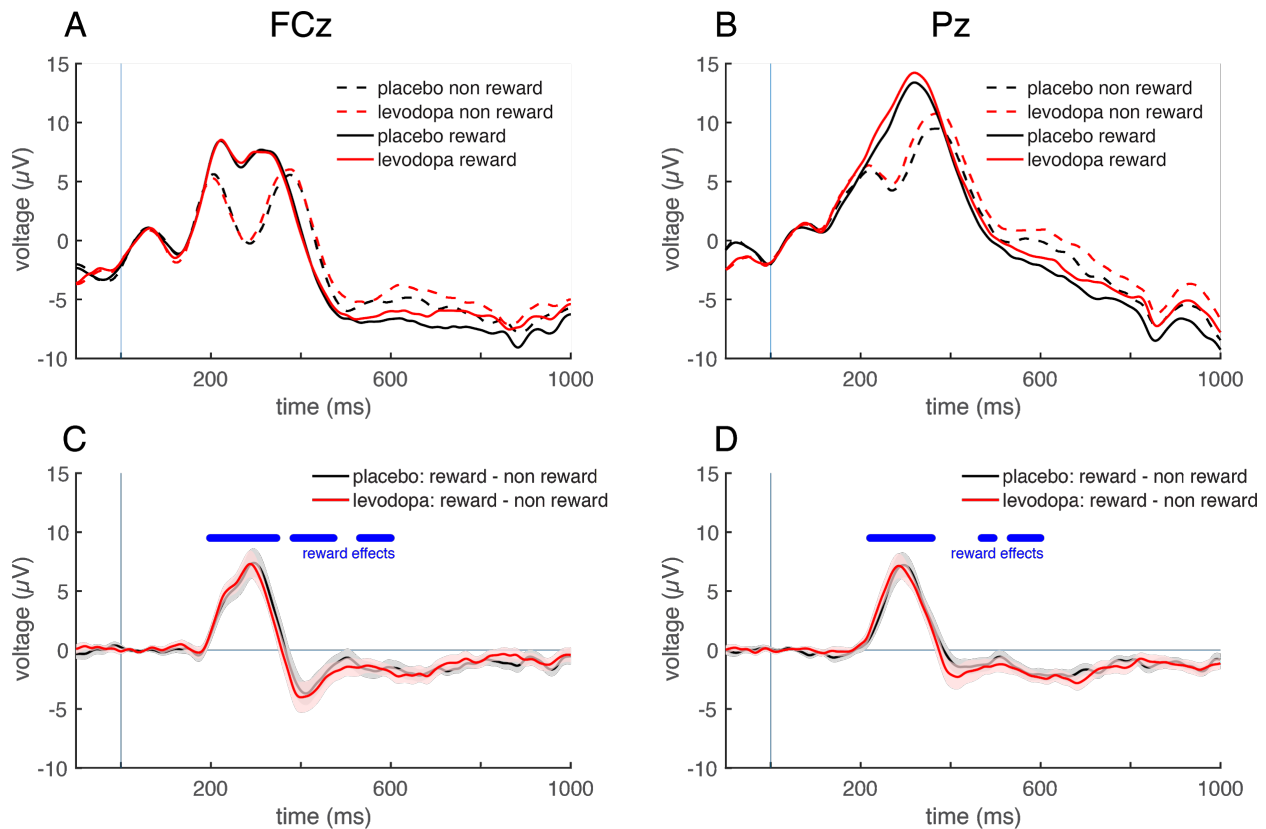 A
FCz
15
10
5
0
-5
-10
voltage (µV)
placebo non reward
levodopa non reward
placebo reward
levodopa reward
200
600
1000
time (ms)
B
Pz
15
10
5
0
-5
-10
voltage (µV)
placebo non reward
levodopa non reward
placebo reward
levodopa reward
200
600
1000
time (ms)
C
15
10
5
0
-5
-10
voltage (µV)
placebo: reward - non reward
levodopa: reward - non reward
reward effects
200
600
1000
time (ms)
D
15
10
5
0
-5
-10
voltage (µV)
placebo: reward - non reward
levodopa: reward - non reward
reward effects
200
600
1000
time (ms)